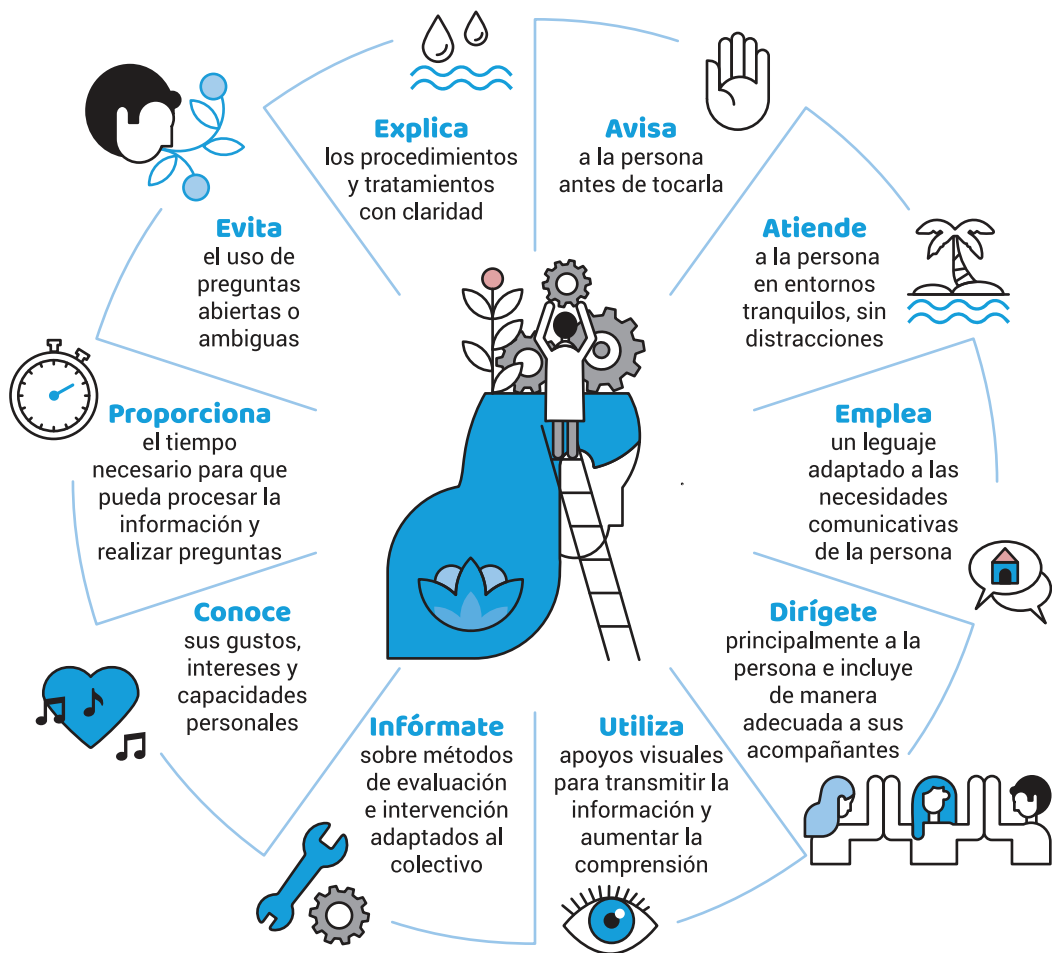 Explica
los procedimientos
y tratamientos
con claridad
Avisa
a la persona
antes de tocarla
Atiende
a la persona
en entornos
tranquilos, sin
distracciones
Emplea
un leguaje
adaptado a las
necesidades
comunicativas
de la persona
Dirígete
principalmente a la
persona e incluye
de manera
adecuada a sus
acompañantes
Utiliza
apoyos visuales
para transmitir la
información y
aumentar la
comprensión
Infórmate
sobre métodos
de evaluación
e intervención
adaptados al
colectivo
Conoce
sus gustos,
intereses y
capacidades
personales
Proporciona
el tiempo
necesario para que
pueda procesar la
información y
realizar preguntas
Evita
el uso de
preguntas
abiertas o
ambiguas